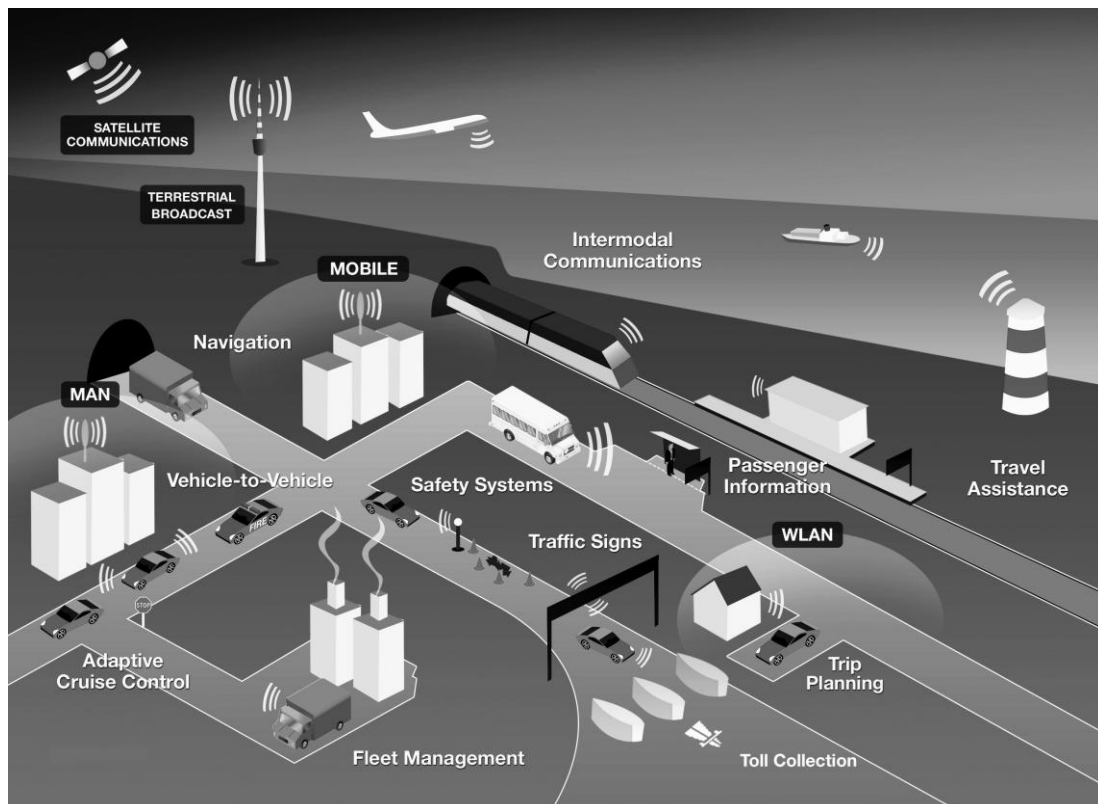 SATELLITE
COMMUNICATIONS
TERRESTRIAL
BROADCAST
Intermodal
Communications
MOBILE
Navigation
MAN
Vehicle-to-Vehicle
Safety Systems
Passenger
Information
Travel
Assistance
FIRE
Traffic Signs
WLAN
STOP
Adaptive
Cruise Control
Trip
Planning
Fleet Management
Toll Collection